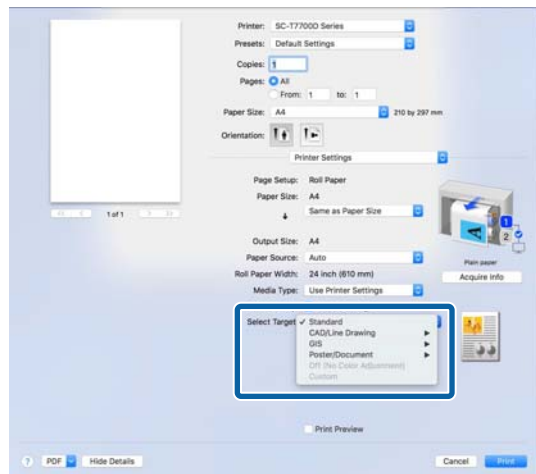 Printer: SC-T7700D Series
Presets: Default Settings
Copies: 1
Pages: All
From: 1 to: 1
Paper Size: A4 210 by 297 mm
Orientation:
Printer Settings
Page Setup: Roll Paper
Paper Size: A4
Same as Paper Size
Output Size: A4
Paper Source: Auto
Roll Paper Width: 24 inch (610 mm)
Media Type: Use Printer Settings
1 of 1
A
1
2
Plain paper
Acquire Info
Select Target ✓ Standard
CAD/Line Drawing
GIS
Poster/Document
Off (No Color Adjustment)
Custom
Print Preview
? PDF Hide Details Cancel Print